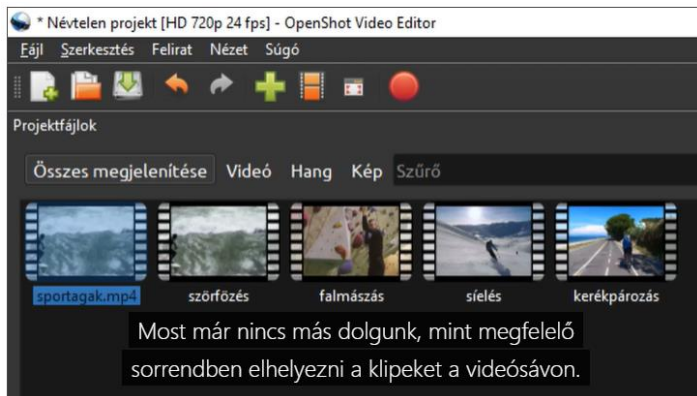 * Névtelen projekt [HD 720p 24 fps] - OpenShot Video Editor
Fájl Szerkesztés Felirat Nézet Súgó
Projektfájlok
Összes megjelenítése Videó Hang Kép Szűrő
sportagak.mp4 szörfözés falmászás síelés kerékpározás
Most már nincs más dolgunk, mint megfelelő
sorrendben elhelyezni a klipeket a videósávon.